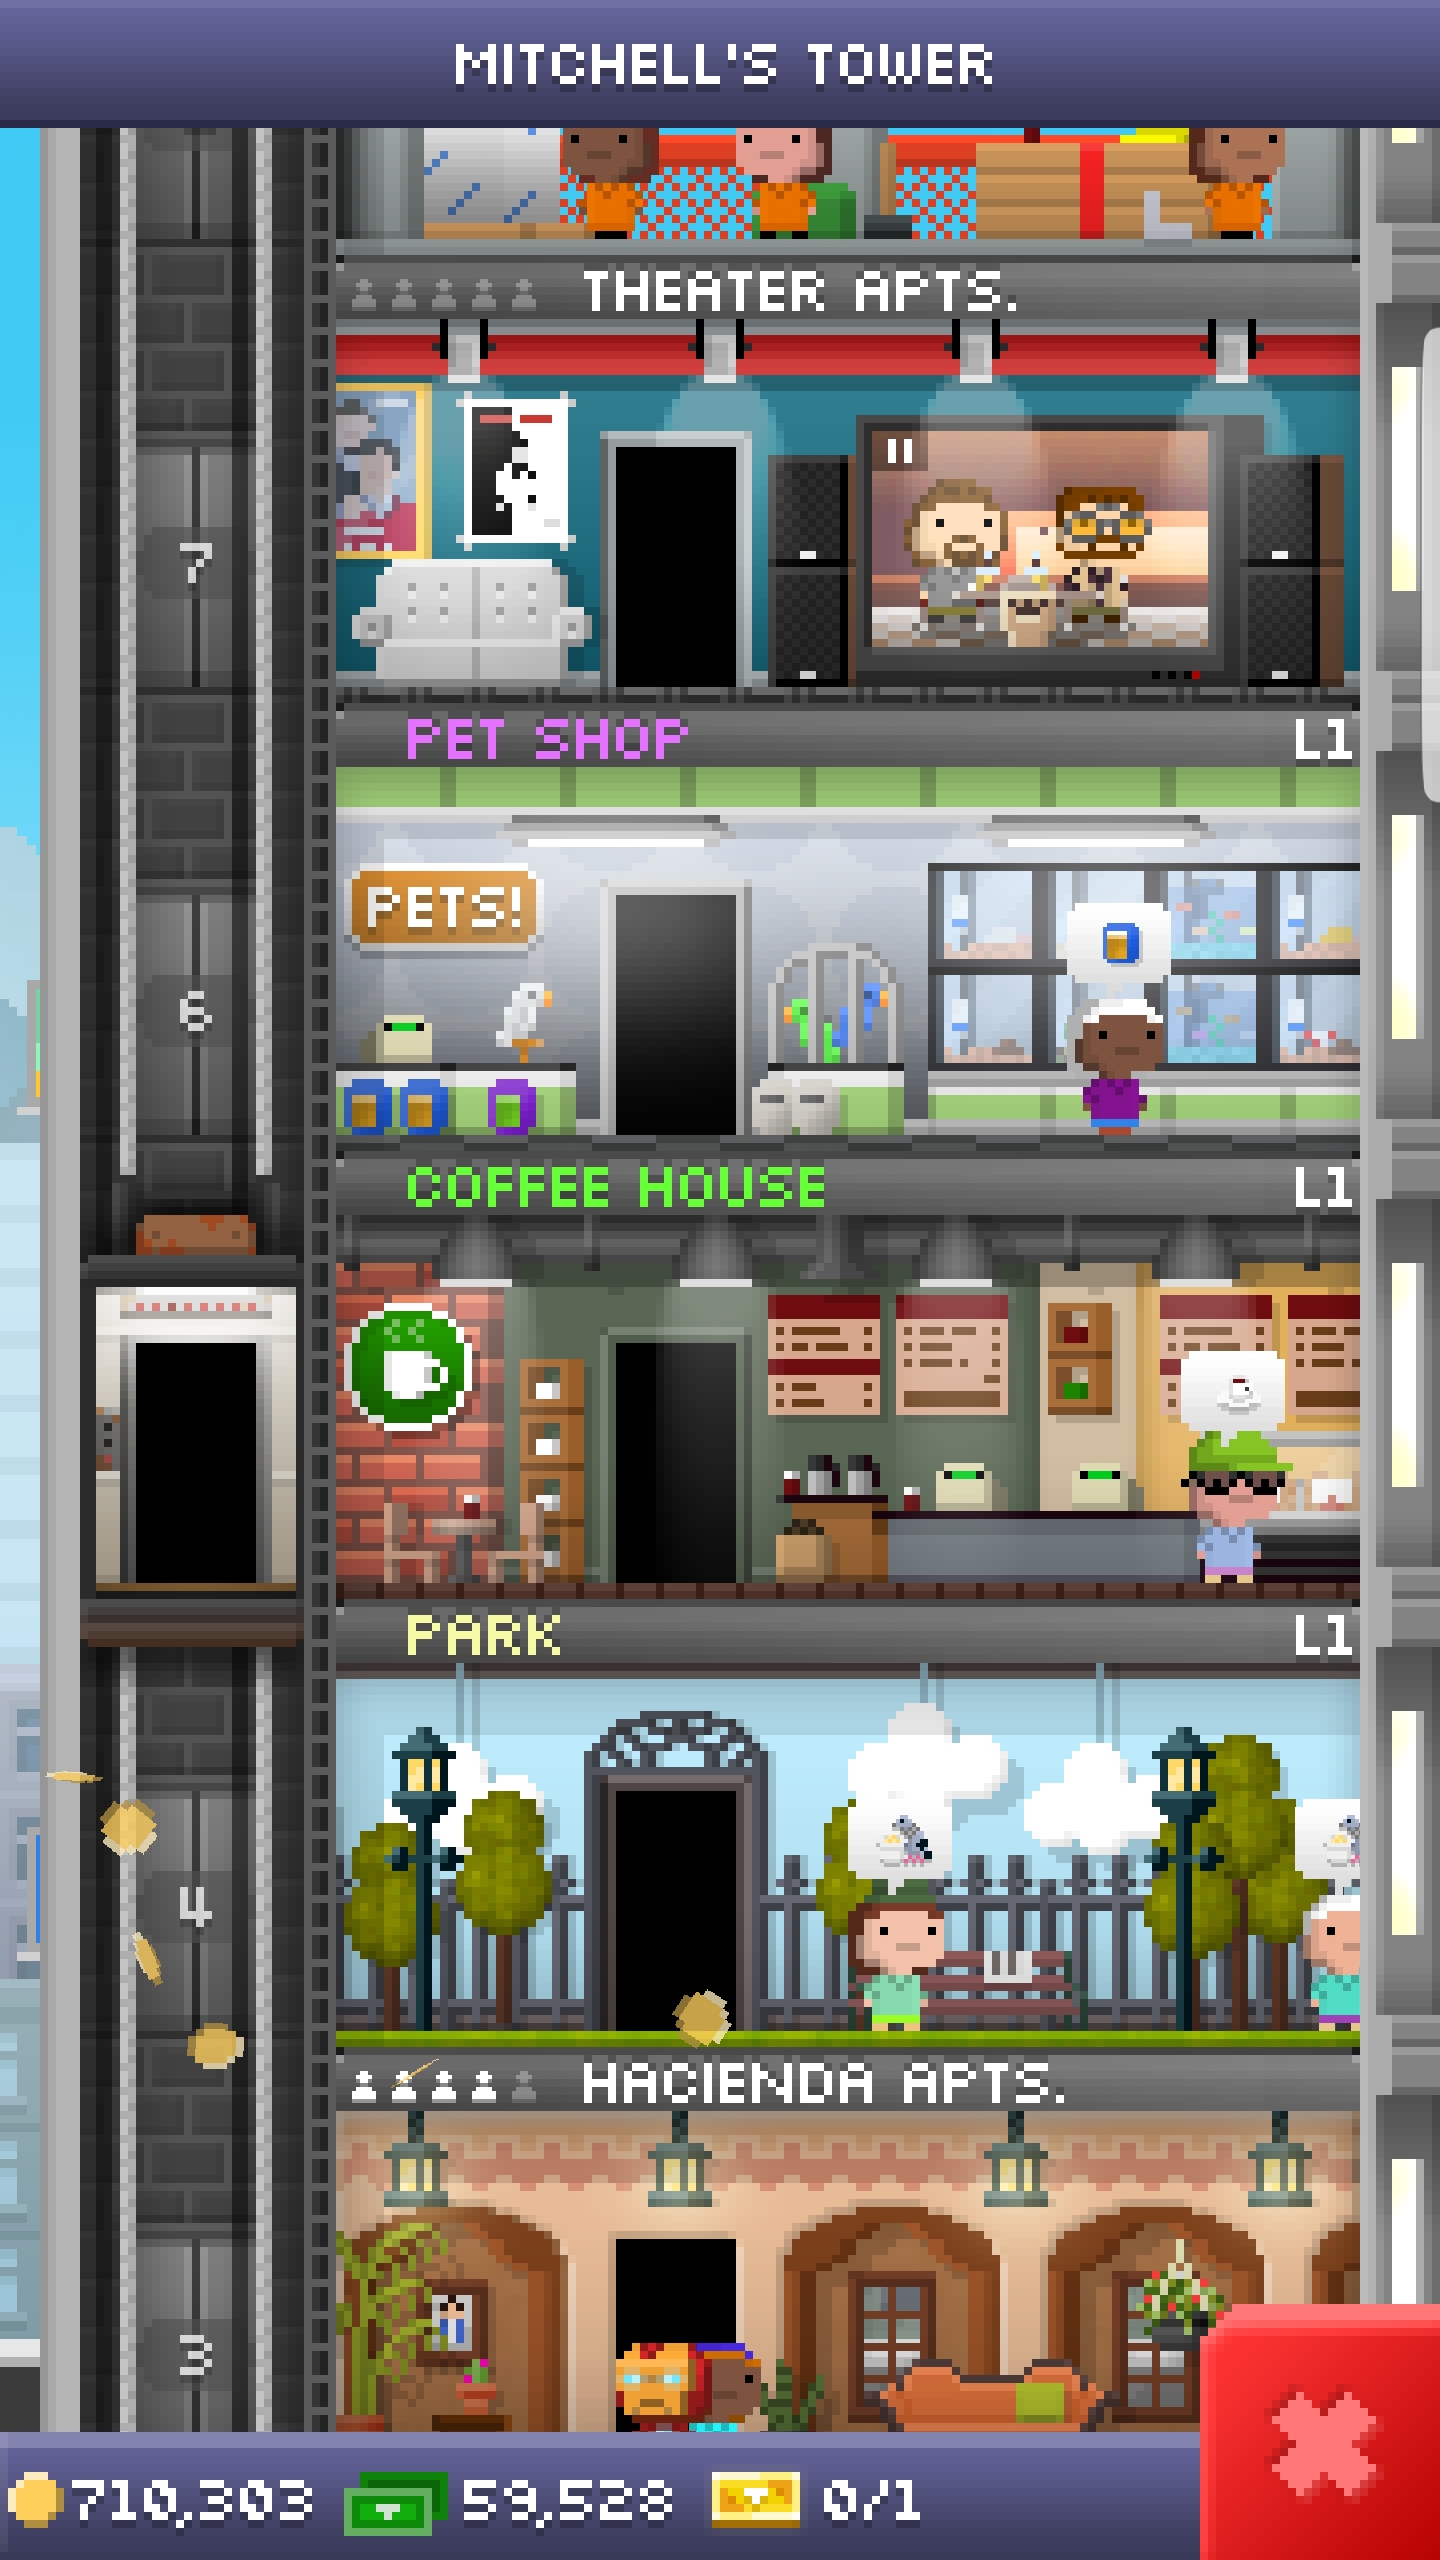 MITCHELL'S TOWER
THEATER APTS.
7
PET SHOP L1
PETS!
6
COFFEE HOUSE L1
PARK L1
4
HACIENDA APTS.
3
710,303 59,528 0/1